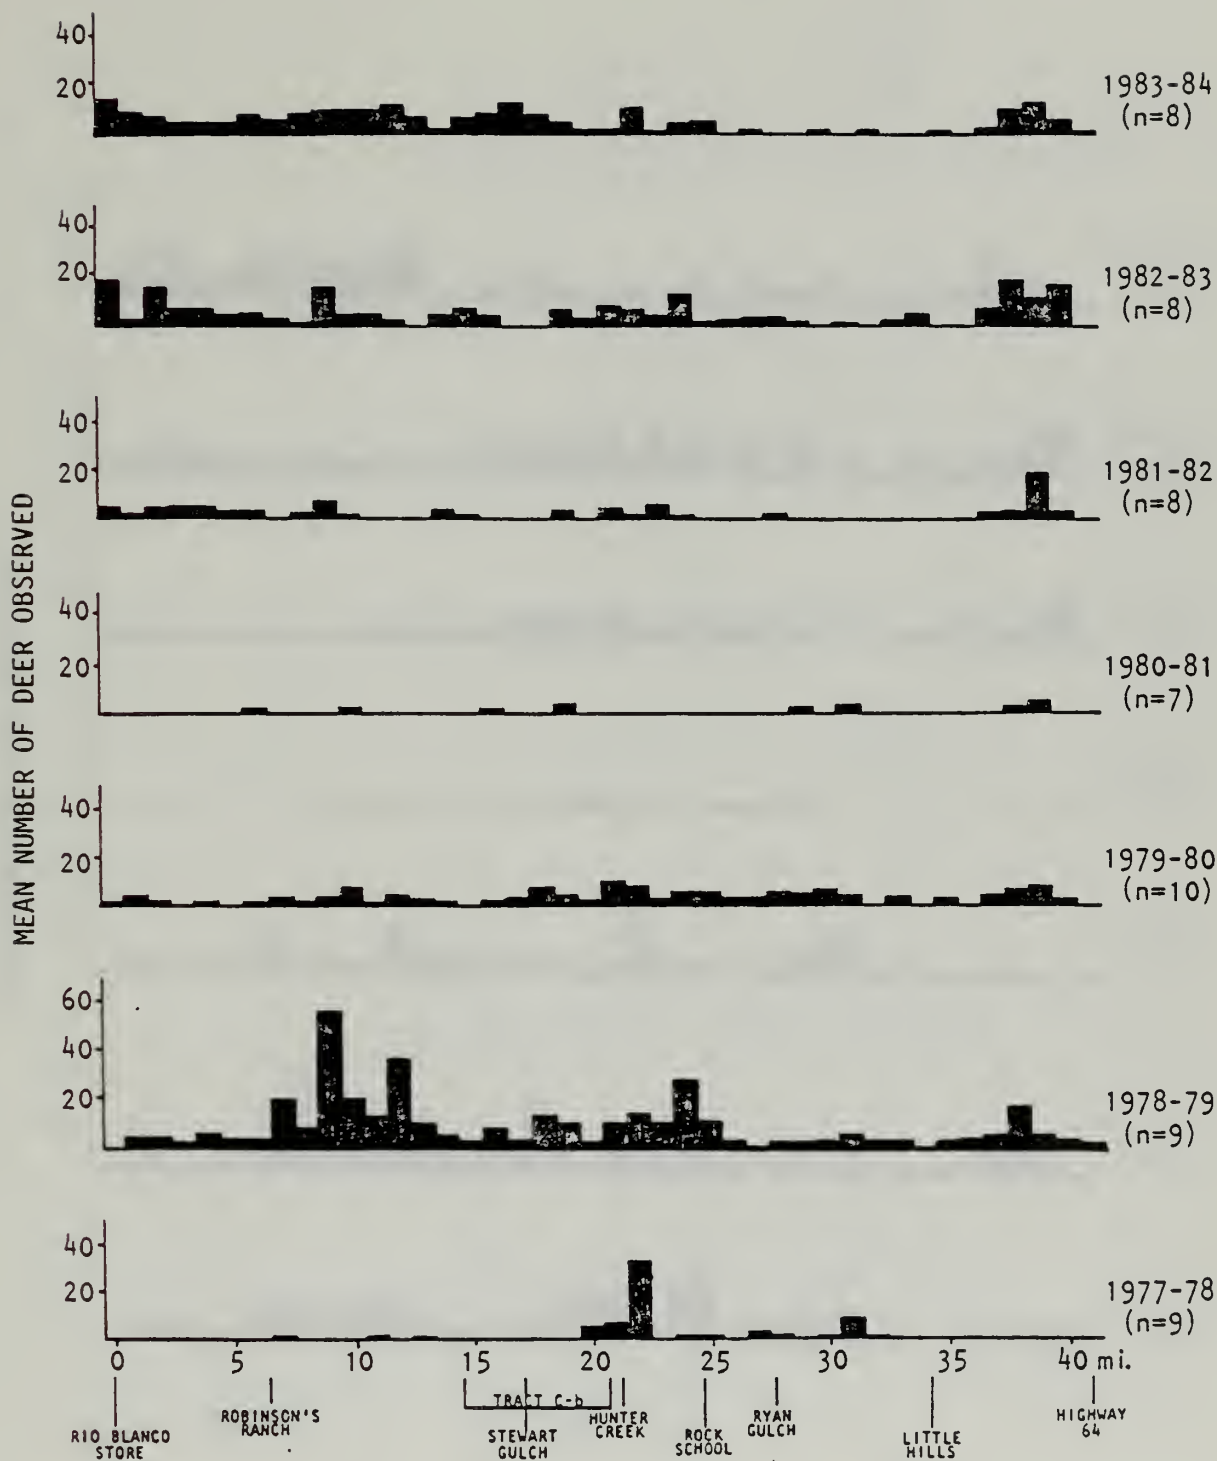 40
20
1983-84
(n=8)
40
20
1982-83
(n=8)
40
20
1981-82
(n=8)
40
20
1980-81
(n=7)
MEAN NUMBER OF DEER OBSERVED
40
20
1979-80
(n=10)
60
40
20
1978-79
(n=9)
40
20
1977-78
(n=9)
0 5 10 15 20 25 30 35 40 mi.
TRACT C-b
RIO BLANCO
STORE
ROBINSON'S
RANCH
STEWART
GULCH
HUNTER
CREEK
ROCK
SCHOOL
RYAN
GULCH
LITTLE
HILLS
HIGHWAY
64